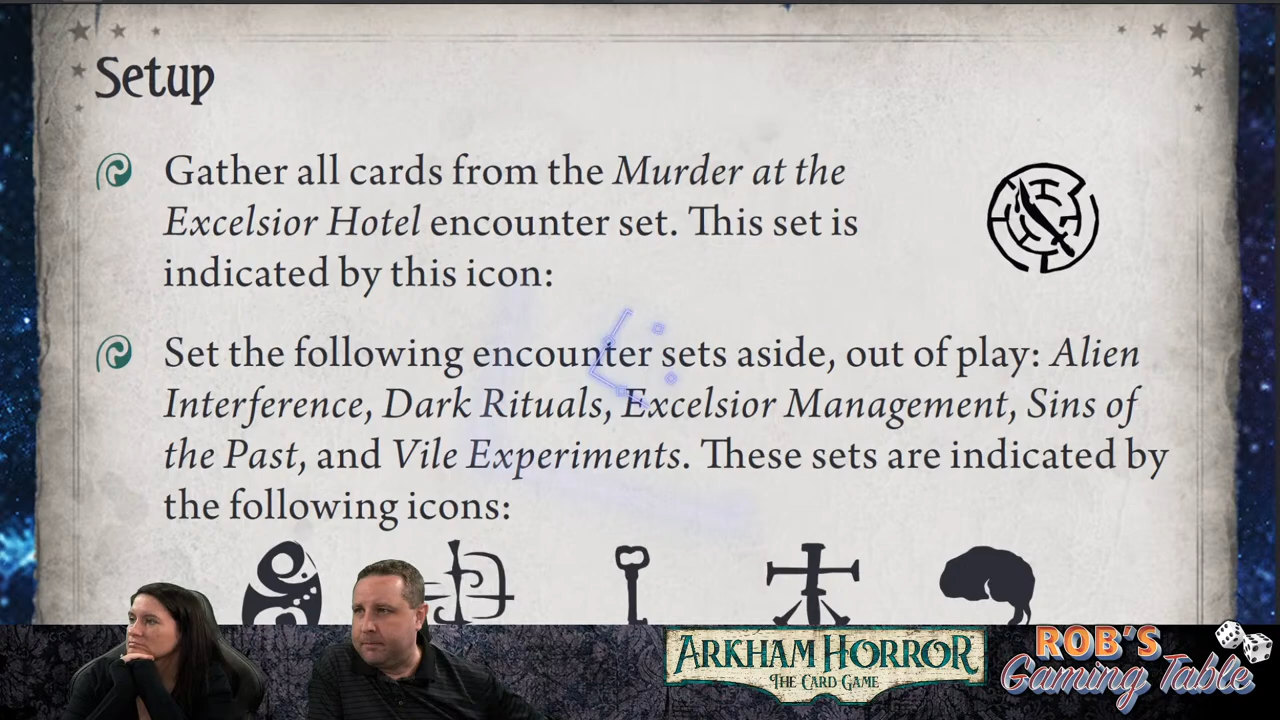 Setup
Gather all cards from the Murder at the
Excelsior Hotel encounter set. This set is
indicated by this icon:
Set the following encounter sets aside, out of play: Alien
Interference, Dark Rituals, Excelsior Management, Sins of
the Past, and Vile Experiments. These sets are indicated by
the following icons:
ARKHAM HORROR
THE CARD GAME
ROB'S
Gaming Table